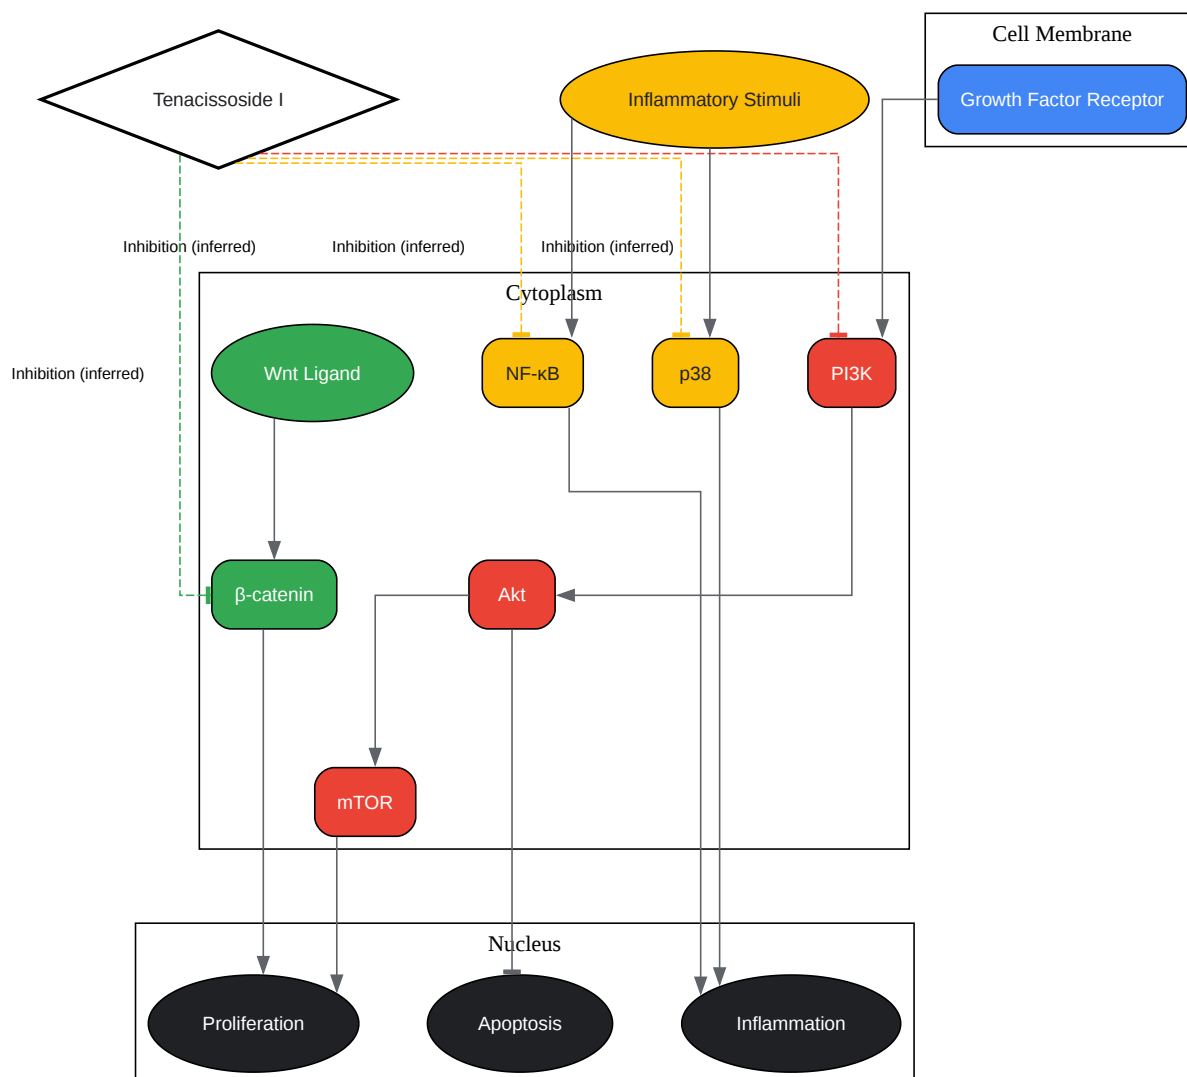 Cell Membrane
Tenacissoside I
Inflammatory Stimuli
Growth Factor Receptor
Inhibition (inferred)
Inhibition (inferred)
Inhibition (inferred)
Cytoplasm
Inhibition (inferred)
Wnt Ligand
NF-κB
p38
PI3K
β-catenin
Akt
mTOR
Nucleus
Proliferation
Apoptosis
Inflammation